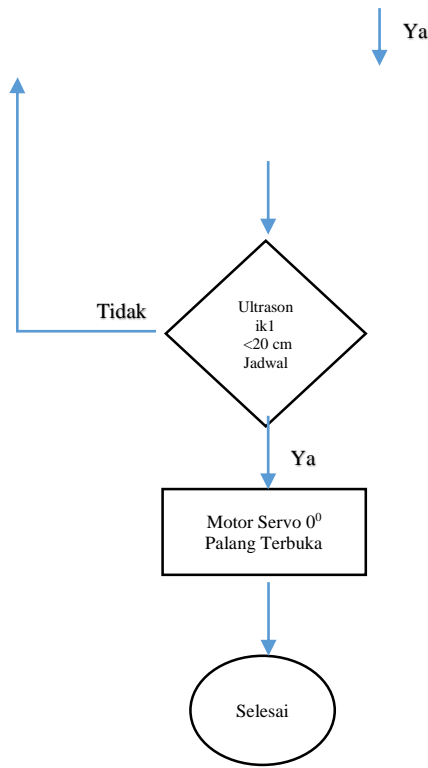 Ya
Tidak
Ultrason
ik1
<20 cm
Jadwal
Ya
Motor Servo 0⁰
Palang Terbuka
Selesai